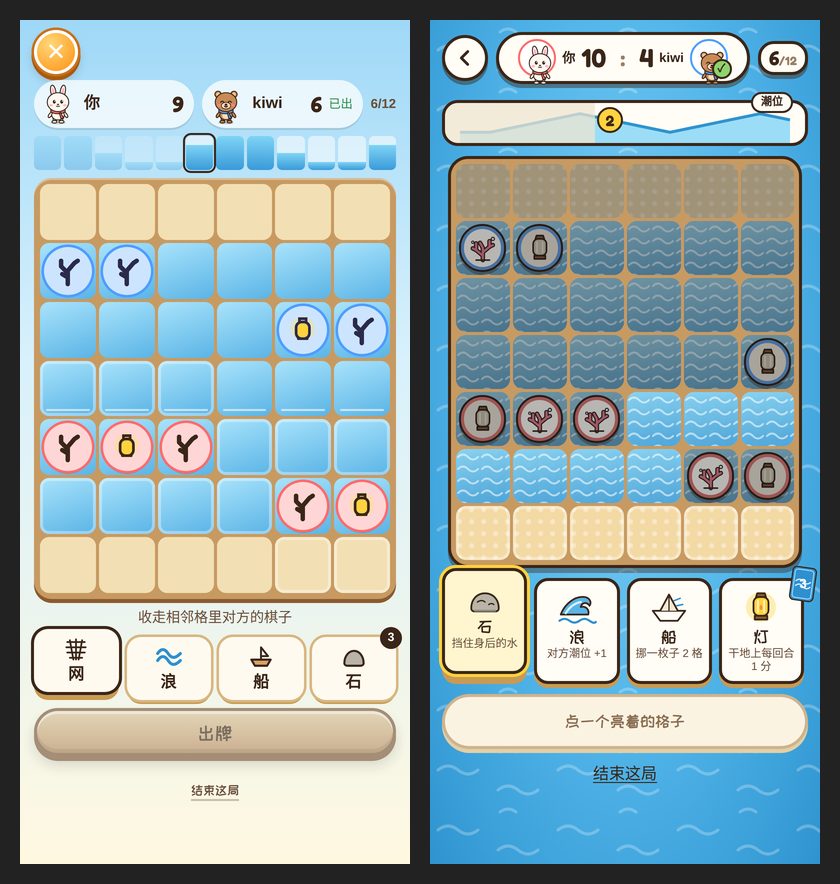 你 9
kiwi 6 已出
6/12
收走相邻格里对方的棋子
3
网
浪
船
石
出牌
结束这局
你 10 : 4 kiwi
6/12
潮位
2
石
挡住身后的水
浪
对方潮位 +1
船
挪一枚子 2 格
灯
干地上每回合
1 分
点一个亮着的格子
结束这局